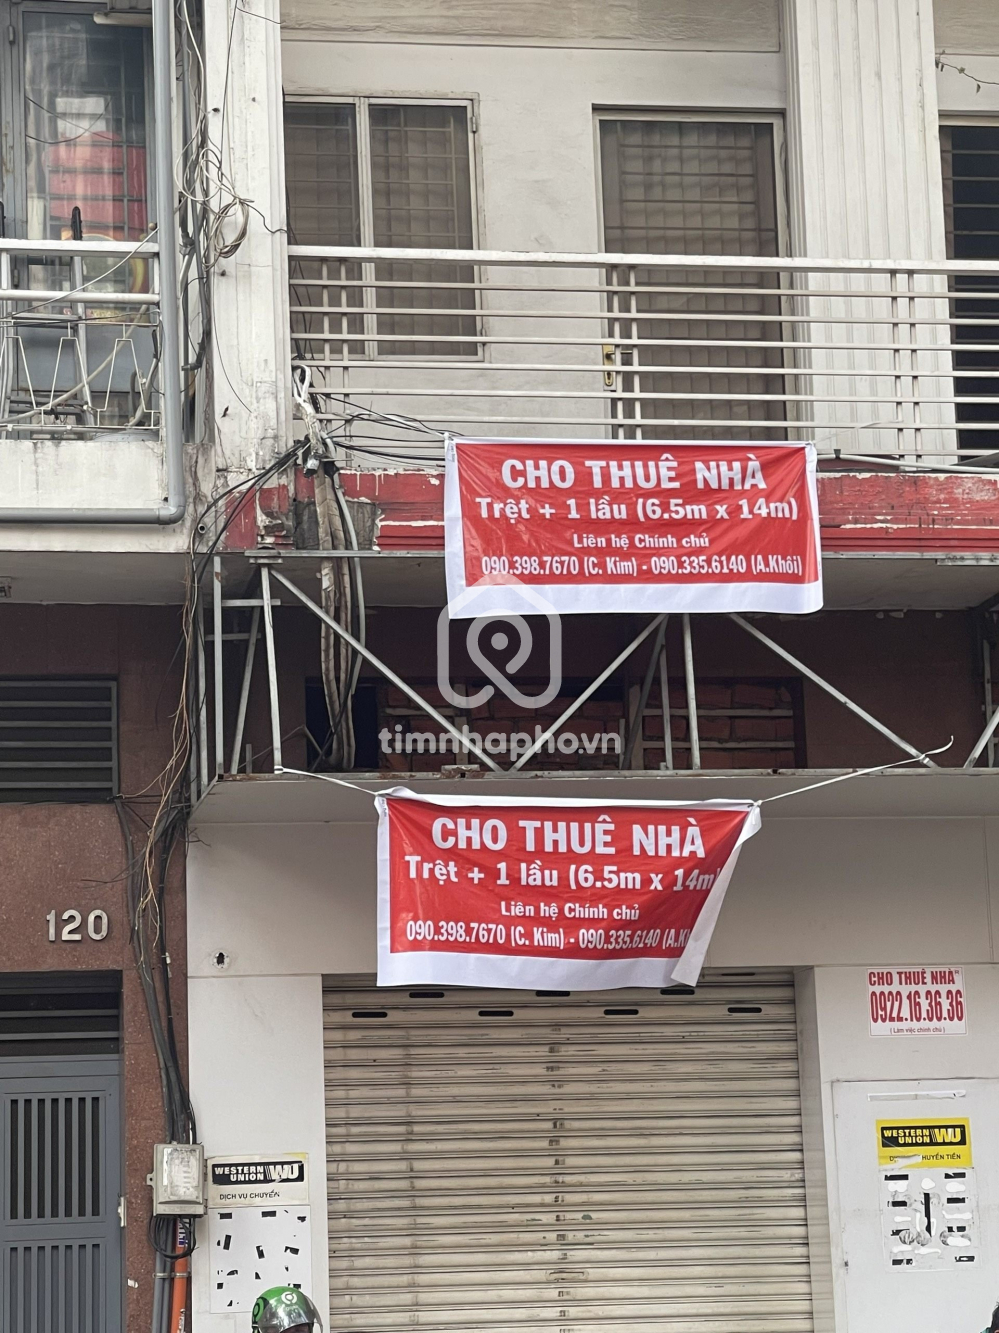 CHO THUÊ NHÀ
Trệt + 1 lầu (6.5m x 14m)
Liên hệ Chính chủ
090.398.7670 (C. Kim) - 090.335.6140 (A.Khôi)
timnhapho.vn
CHO THUÊ NHÀ
Trệt + 1 lầu (6.5m x 14m
Liên hệ Chính chủ
090.398.7670 (C. Kim) - 090.335.6140 (A.K
120
CHO THUÊ NHÀ
0922.16.36.36
( Làm việc chính chủ )
WESTERN UNION WU
HUYỂN TIỀN
WESTERN UNION WU
DỊCH VỤ CHUYỂN